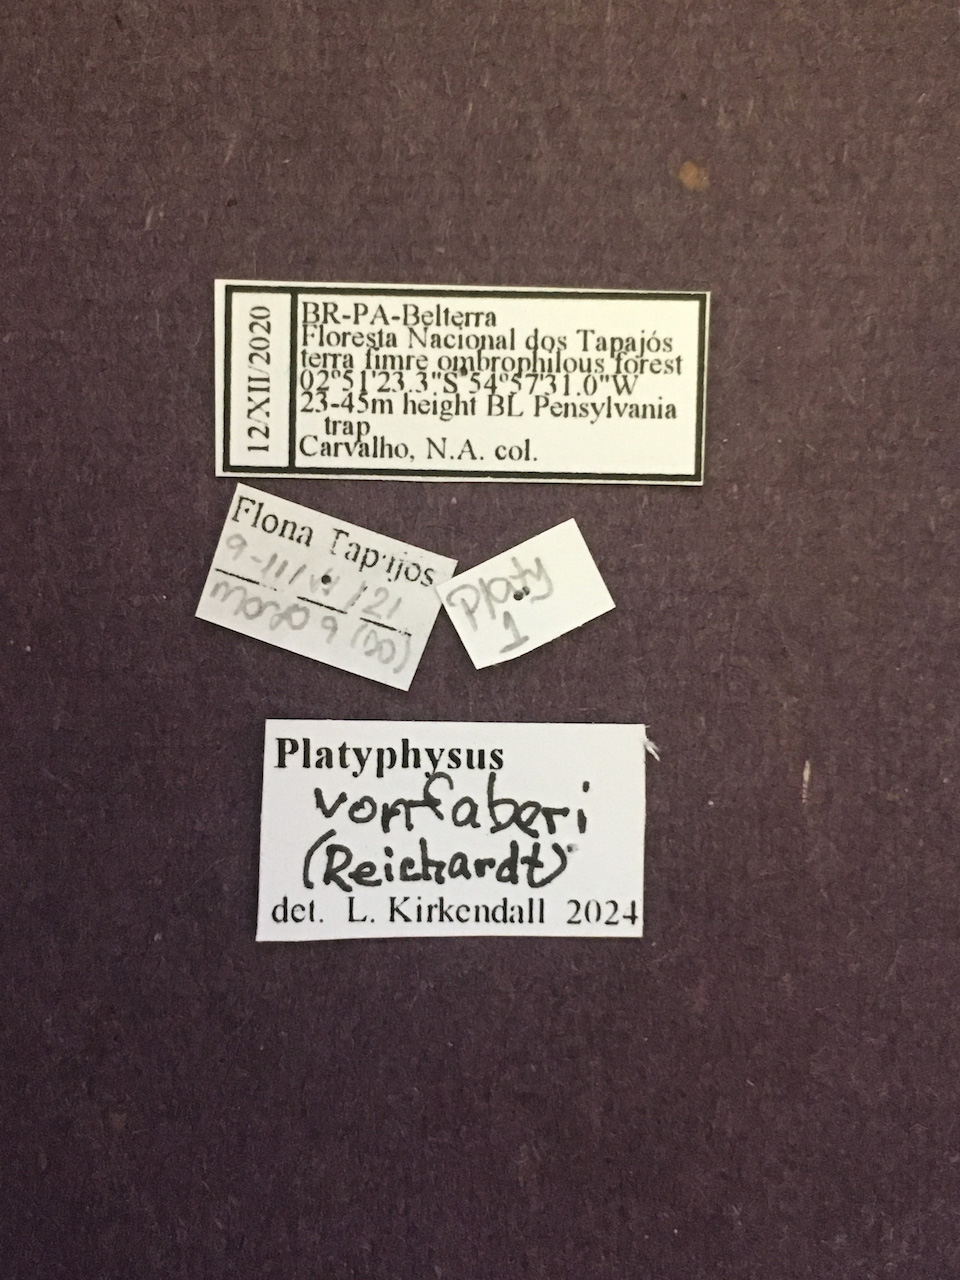 12/XII/2020
BR-PA-Belterra
Floresta Nacional dos Tapajós
terra fimre ombrophilous forest
02°51'23.3"S 54°57'31.0"W
23-45m height BL Pensylvania
trap
Carvalho, N.A. col.
Flona Tapajos
9-11/VI/21
9 (DO)
Platy
1
Platyphysus
vonfaberi
(Reichardt)
det. L. Kirkendall 2024